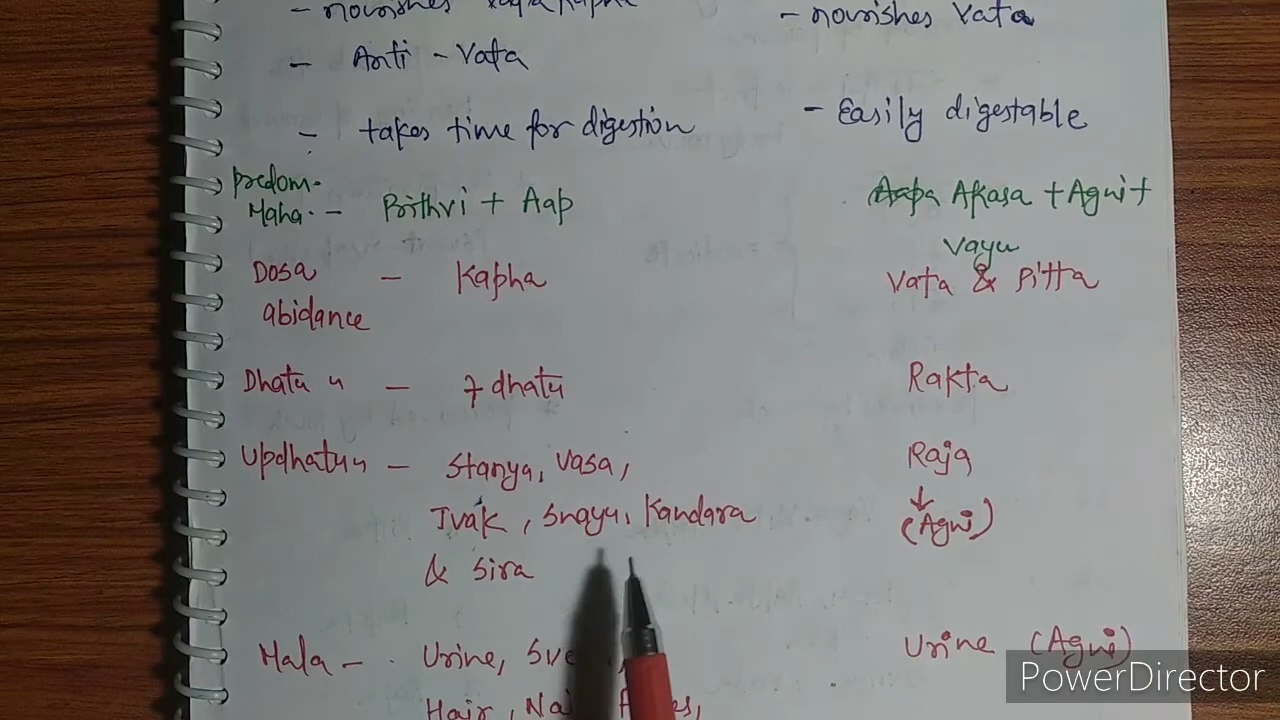 - nourishes - nourishes Vata
- Anti - Vata
- takes time for digestion - Easily digestable
Predom.
Maha. - Prithvi + Aap Akasa + Agni +
Vayu
Dosa - Kapha Vata & Pitta
abidance
Dhatu " - 7 dhatu Rakta
Updhatu " - Stanya, Vasa, Raja
Tvak, Snayu, Kandara (Agni)
& Sira
Mala - Urine, Urine (Agni)
Hair,
PowerDirector